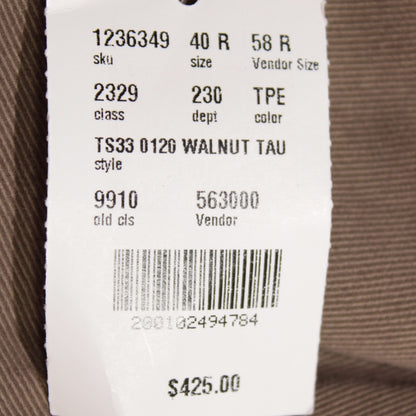 1236349 40 R 58 R
sku size Vendor Size
2329 230 TPE
class dept color
TS33 0120 WALNUT TAU
style
9910 563000
old cls Vendor
200102494784
$425.00